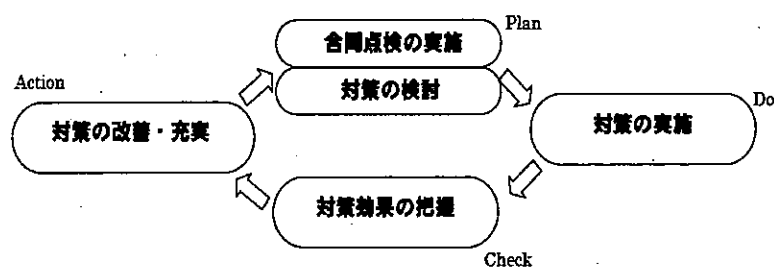 合同点検の実施
Plan
対策の検討
Action
対策の改善・充実
対策の実施
Do
対策効果の把握
Check